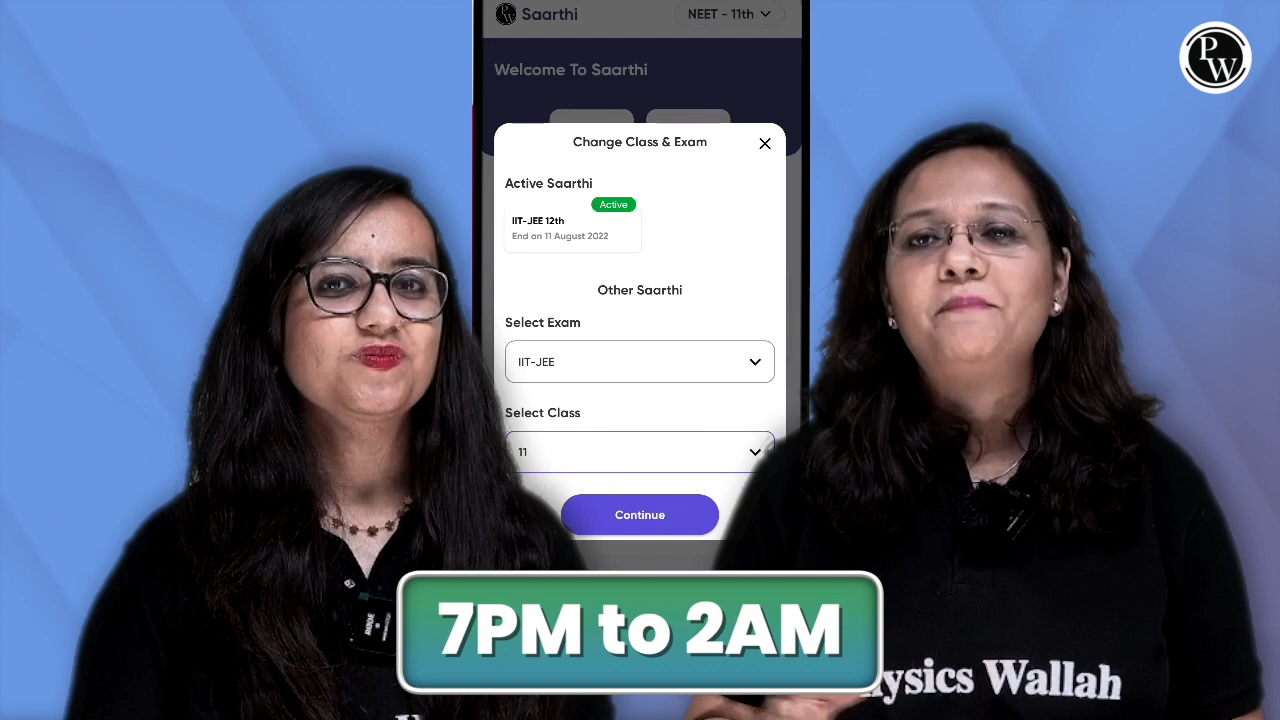 PW Saarthi
NEET - 11th
PW
Welcome To Saarthi
Change Class & Exam
Active Saarthi
Active
IIT-JEE 12th
End on 11 August 2022
Other Saarthi
Select Exam
IIT-JEE
Select Class
11
Continue
7PM to 2AM
ysics Wallah